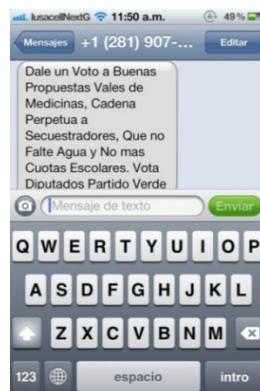 IusacellNextG 11:50 a.m. 49%
Mensajes +1 (281) 907-... Editar
Dale un Voto a Buenas
Propuestas Vales de
Medicinas, Cadena
Perpetua a
Secuestradores, Que no
Falte Agua y No mas
Cuotas Escolares. Vota
Diputados Partido Verde
Mensaje de texto Enviar
Q W E R T Y U I O P
A S D F G H J K L
Z X C V B N M
123 espacio intro